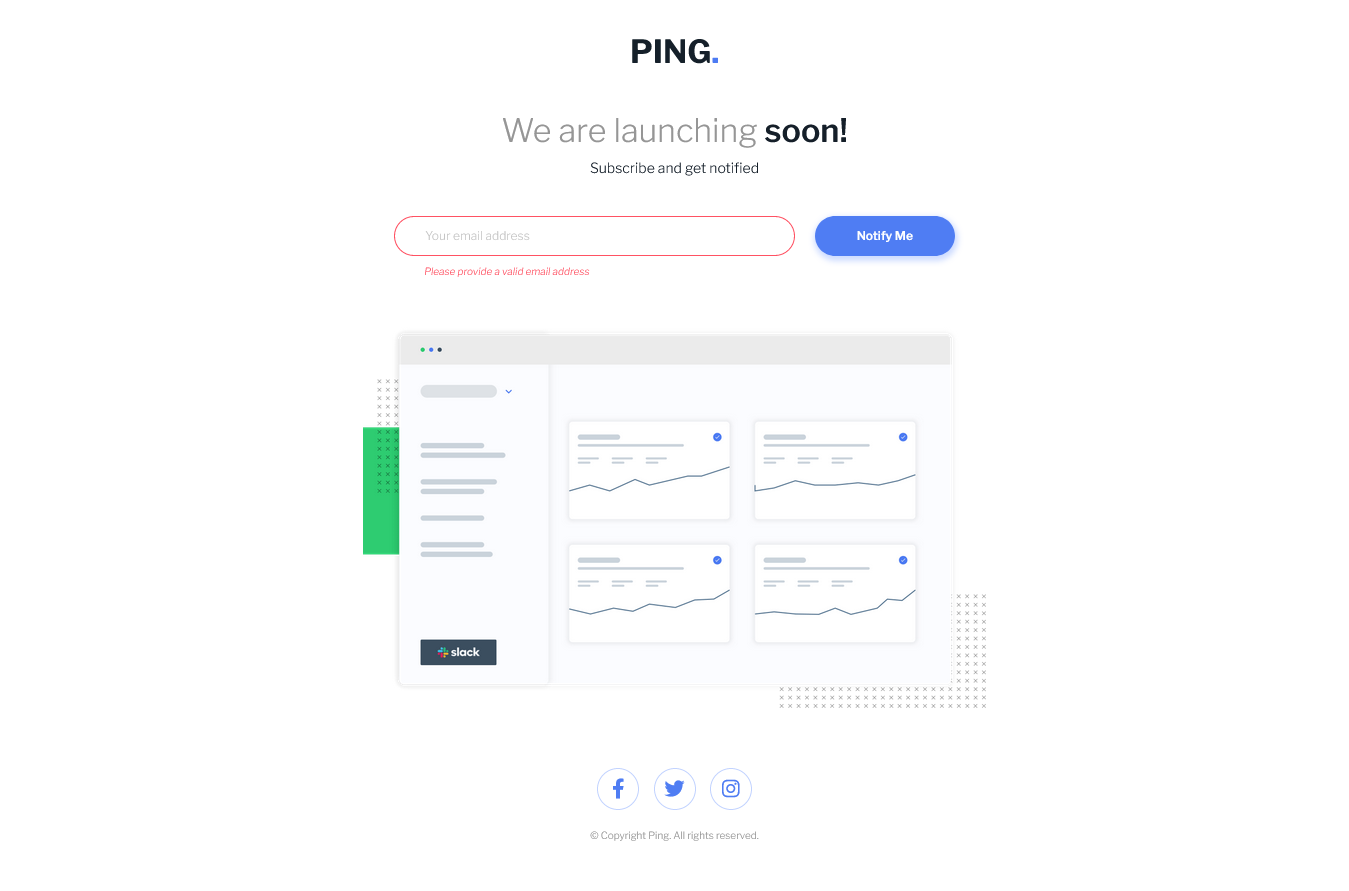 PING.
We are launching soon!
Subscribe and get notified
Your email address
Notify Me
Please provide a valid email address
slack
© Copyright Ping. All rights reserved.